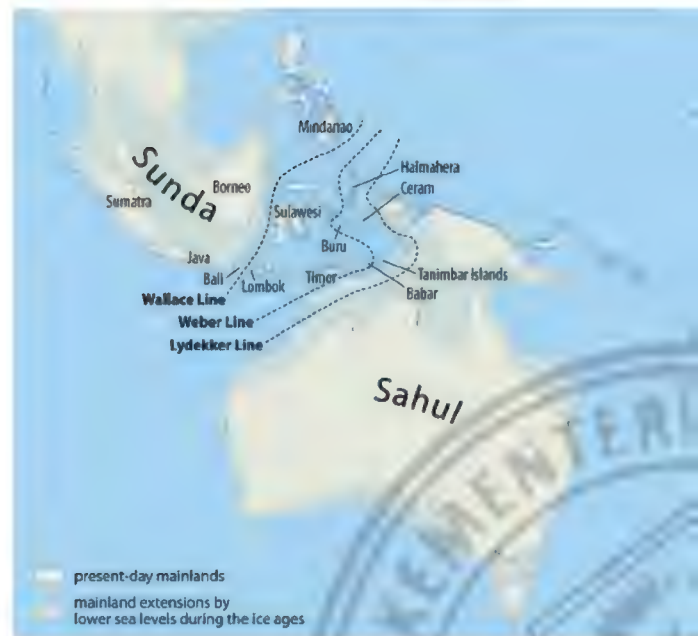 Mindanao
Halmahera
Ceram
Sunda
Borneo
Sumatra
Sulawesi
Buru
Java
Bali
Lombok
Timor
Tanimbar Islands
Babar
Wallace Line
Weber Line
Lydekker Line
Sahul
KEMENTERI
present-day mainlands
mainland extensions by
lower sea levels during the ice ages